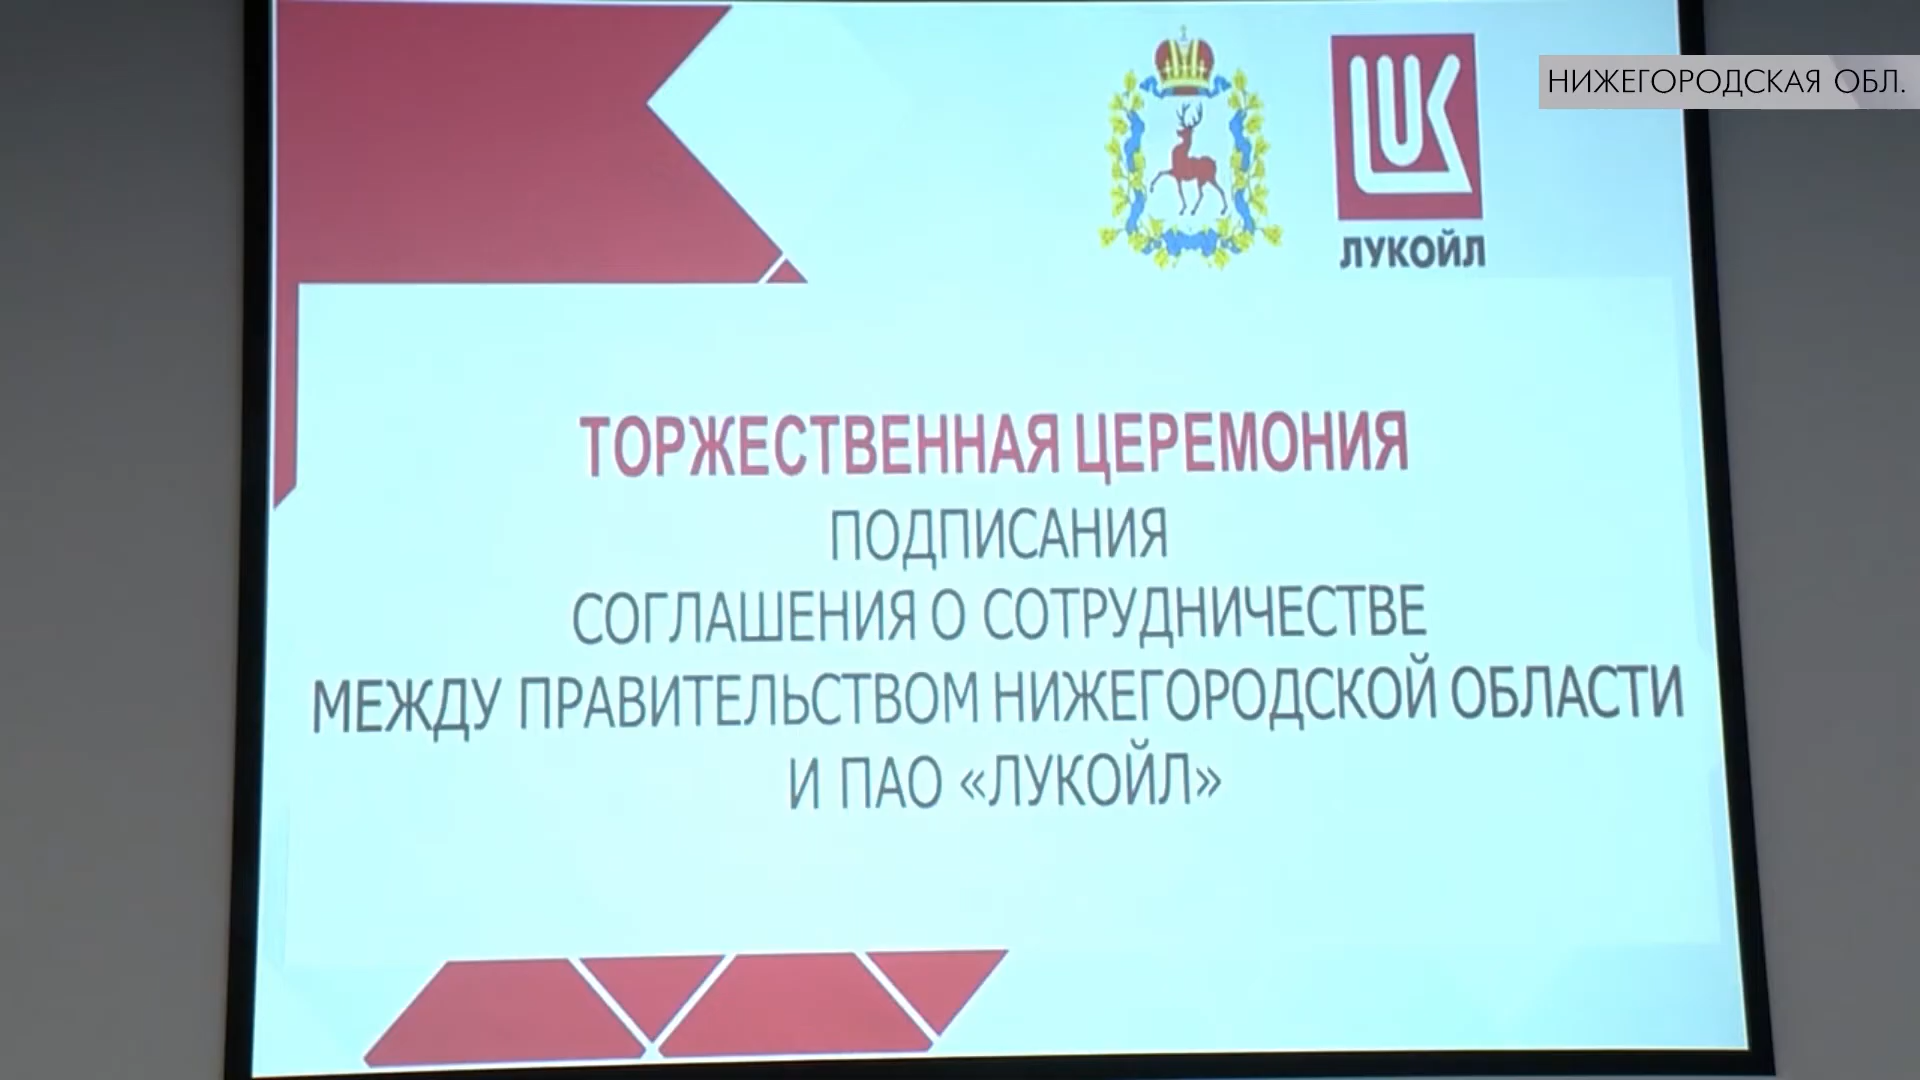 НИЖЕГОРОДСКАЯ ОБЛ.
ЛУКОЙЛ
ТОРЖЕСТВЕННАЯ ЦЕРЕМОНИЯ
ПОДПИСАНИЯ
СОГЛАШЕНИЯ О СОТРУДНИЧЕСТВЕ
МЕЖДУ ПРАВИТЕЛЬСТВОМ НИЖЕГОРОДСКОЙ ОБЛАСТИ
И ПАО «ЛУКОЙЛ»